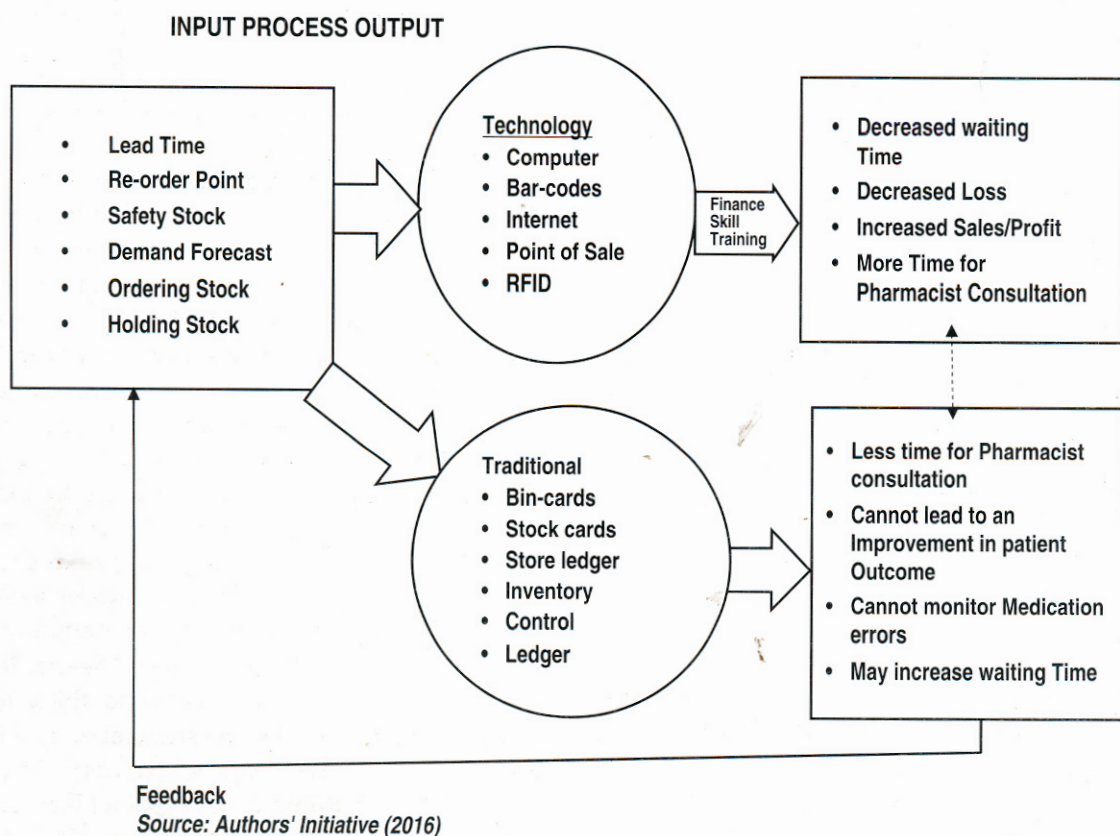 INPUT PROCESS OUTPUT
• Lead Time
• Re-order Point
• Safety Stock
• Demand Forecast
• Ordering Stock
• Holding Stock
Technology
• Computer
• Bar-codes
• Internet
• Point of Sale
• RFID
Finance
Skill
Training
• Decreased waiting
Time
• Decreased Loss
• Increased Sales/Profit
• More Time for
Pharmacist Consultation
Traditional
• Bin-cards
• Stock cards
• Store ledger
• Inventory
• Control
• Ledger
• Less time for Pharmacist
consultation
• Cannot lead to an
Improvement in patient
Outcome
• Cannot monitor Medication
errors
• May increase waiting Time
Feedback
Source: Authors' Initiative (2016)